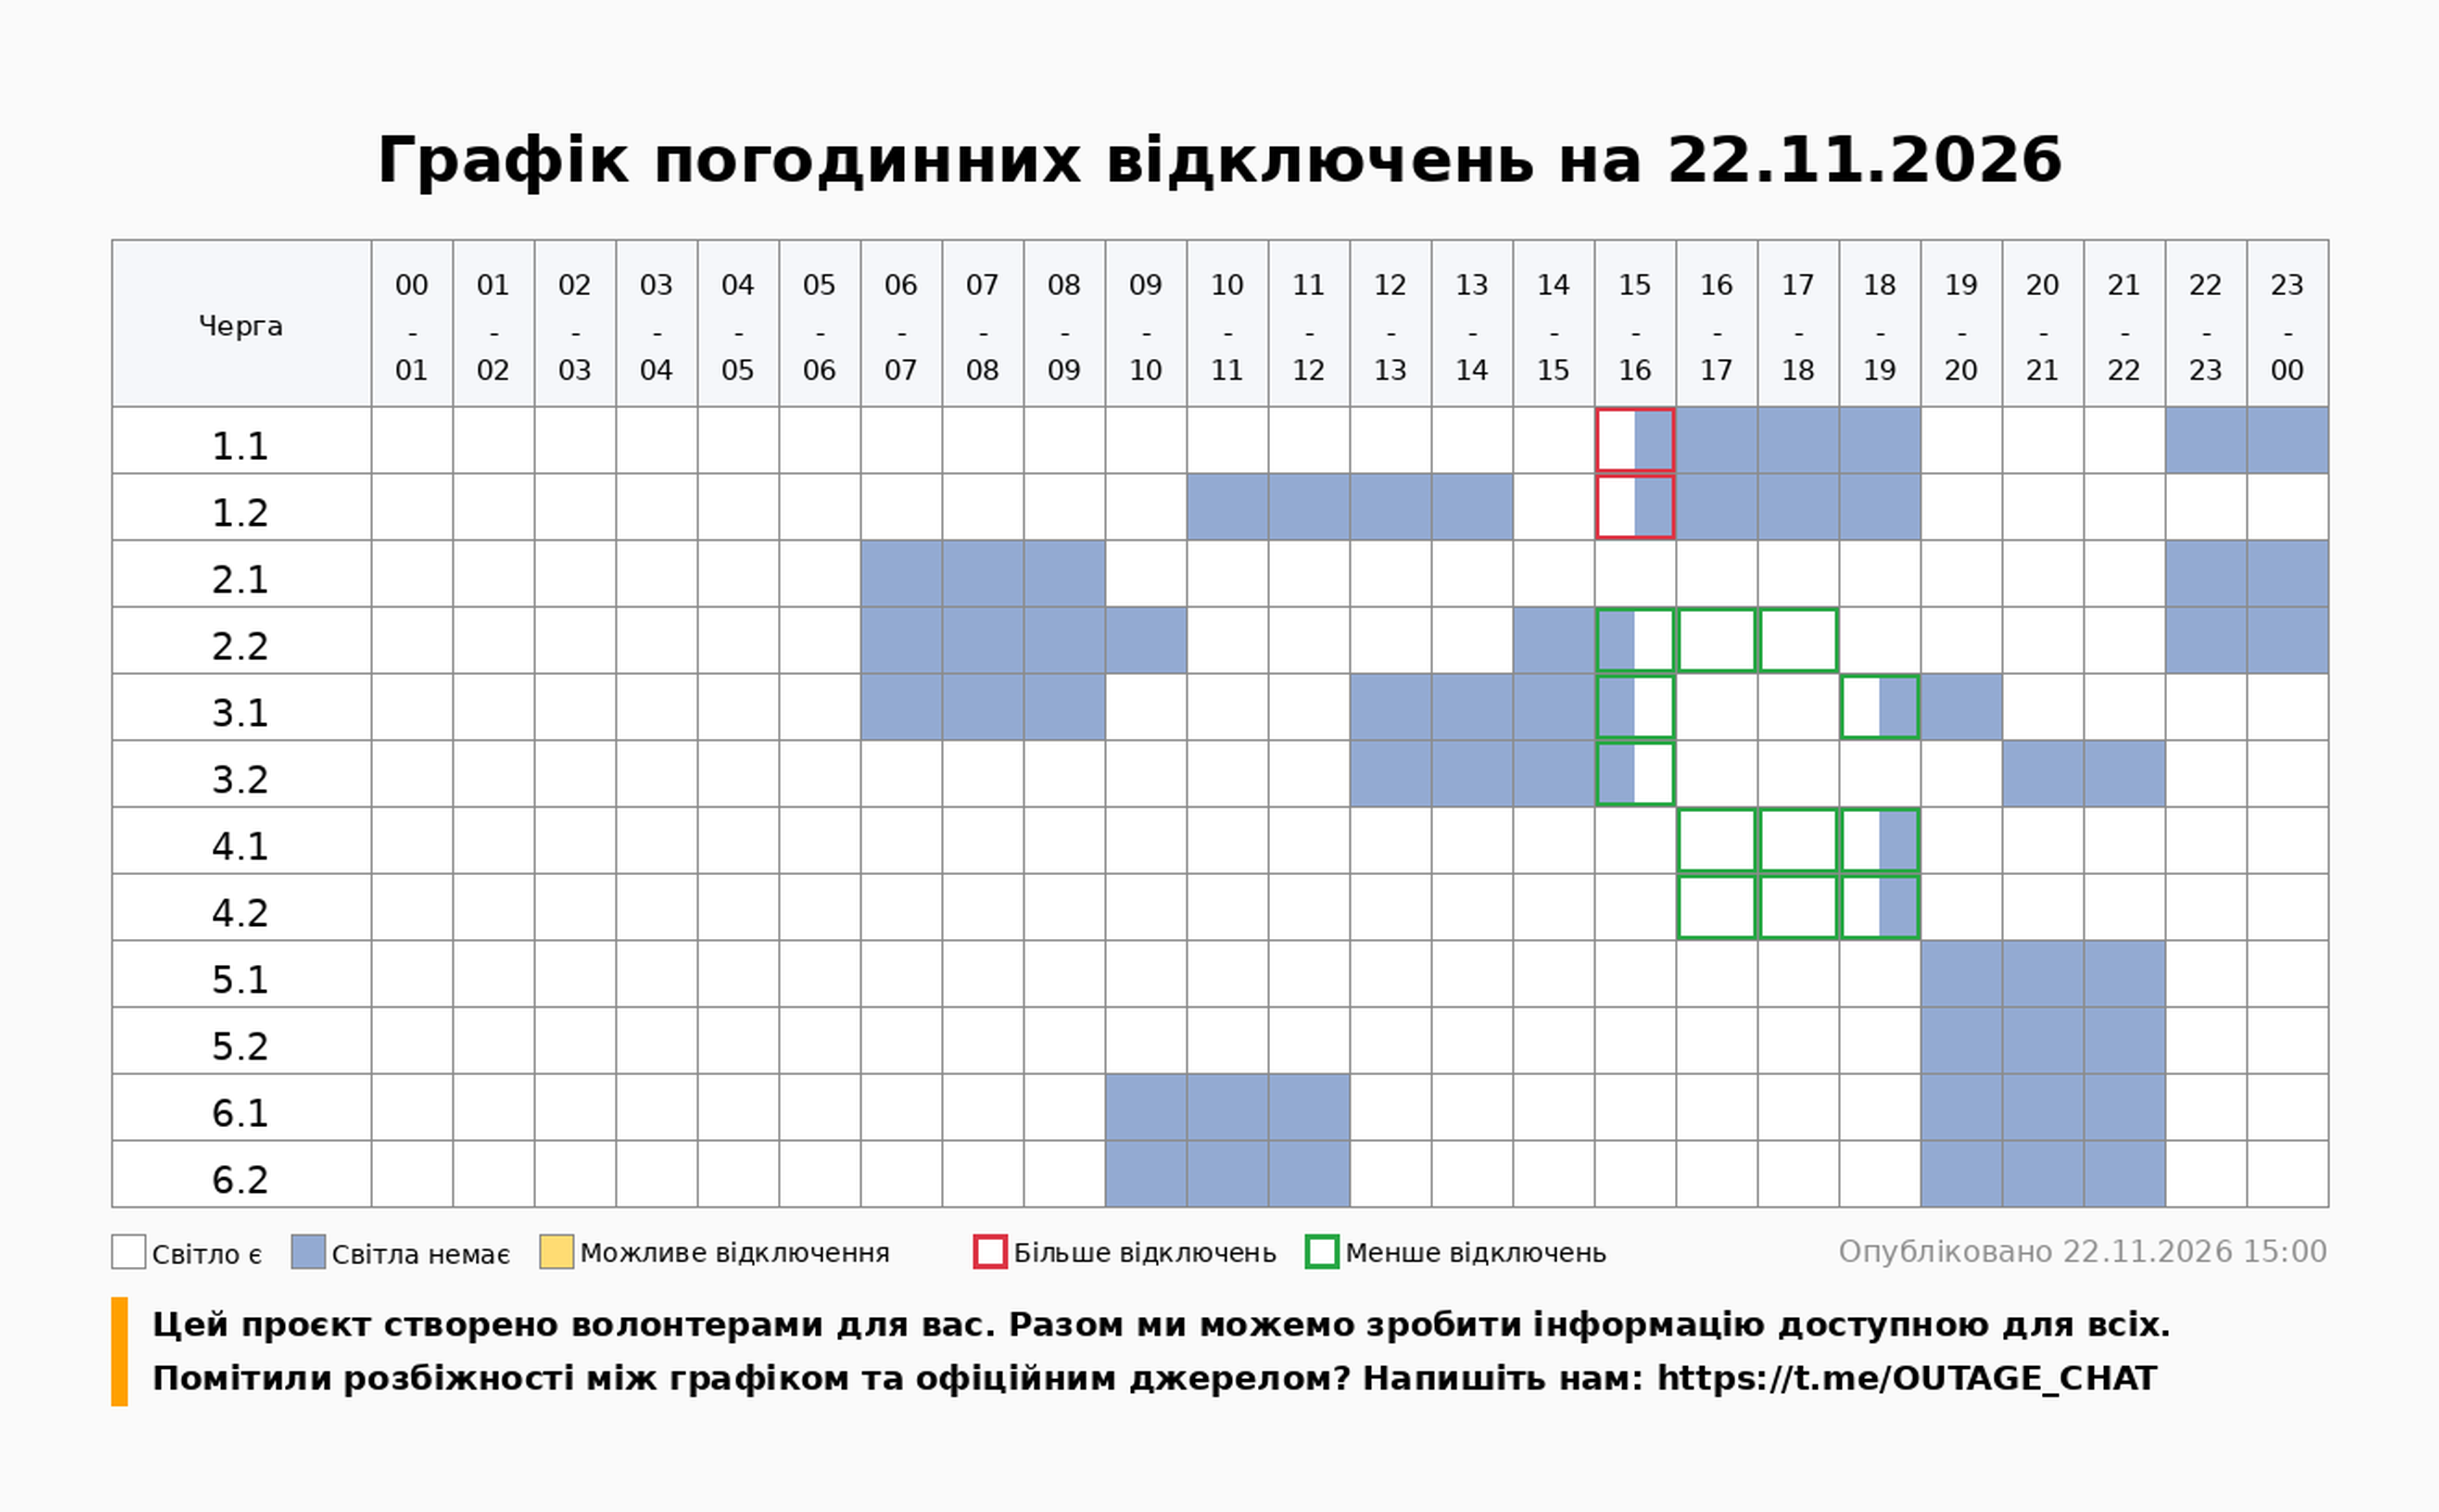 Графік погодинних відключень на 22.11.2026
Черга 00 - 01 01 - 02 02 - 03 03 - 04 04 - 05 05 - 06 06 - 07 07 - 08 08 - 09 09 - 10 10 - 11 11 - 12 12 - 13 13 - 14 14 - 15 15 - 16 16 - 17 17 - 18 18 - 19 19 - 20 20 - 21 21 - 22 22 - 23 23 - 00
1.1
1.2
2.1
2.2
3.1
3.2
4.1
4.2
5.1
5.2
6.1
6.2
Світло є Світла немає Можливе відключення Більше відключень Менше відключень Опубліковано 22.11.2026 15:00
Цей проєкт створено волонтерами для вас. Разом ми можемо зробити інформацію доступною для всіх.
Помітили розбіжності між графіком та офіційним джерелом? Напишіть нам: https://t.me/OUTAGE_CHAT